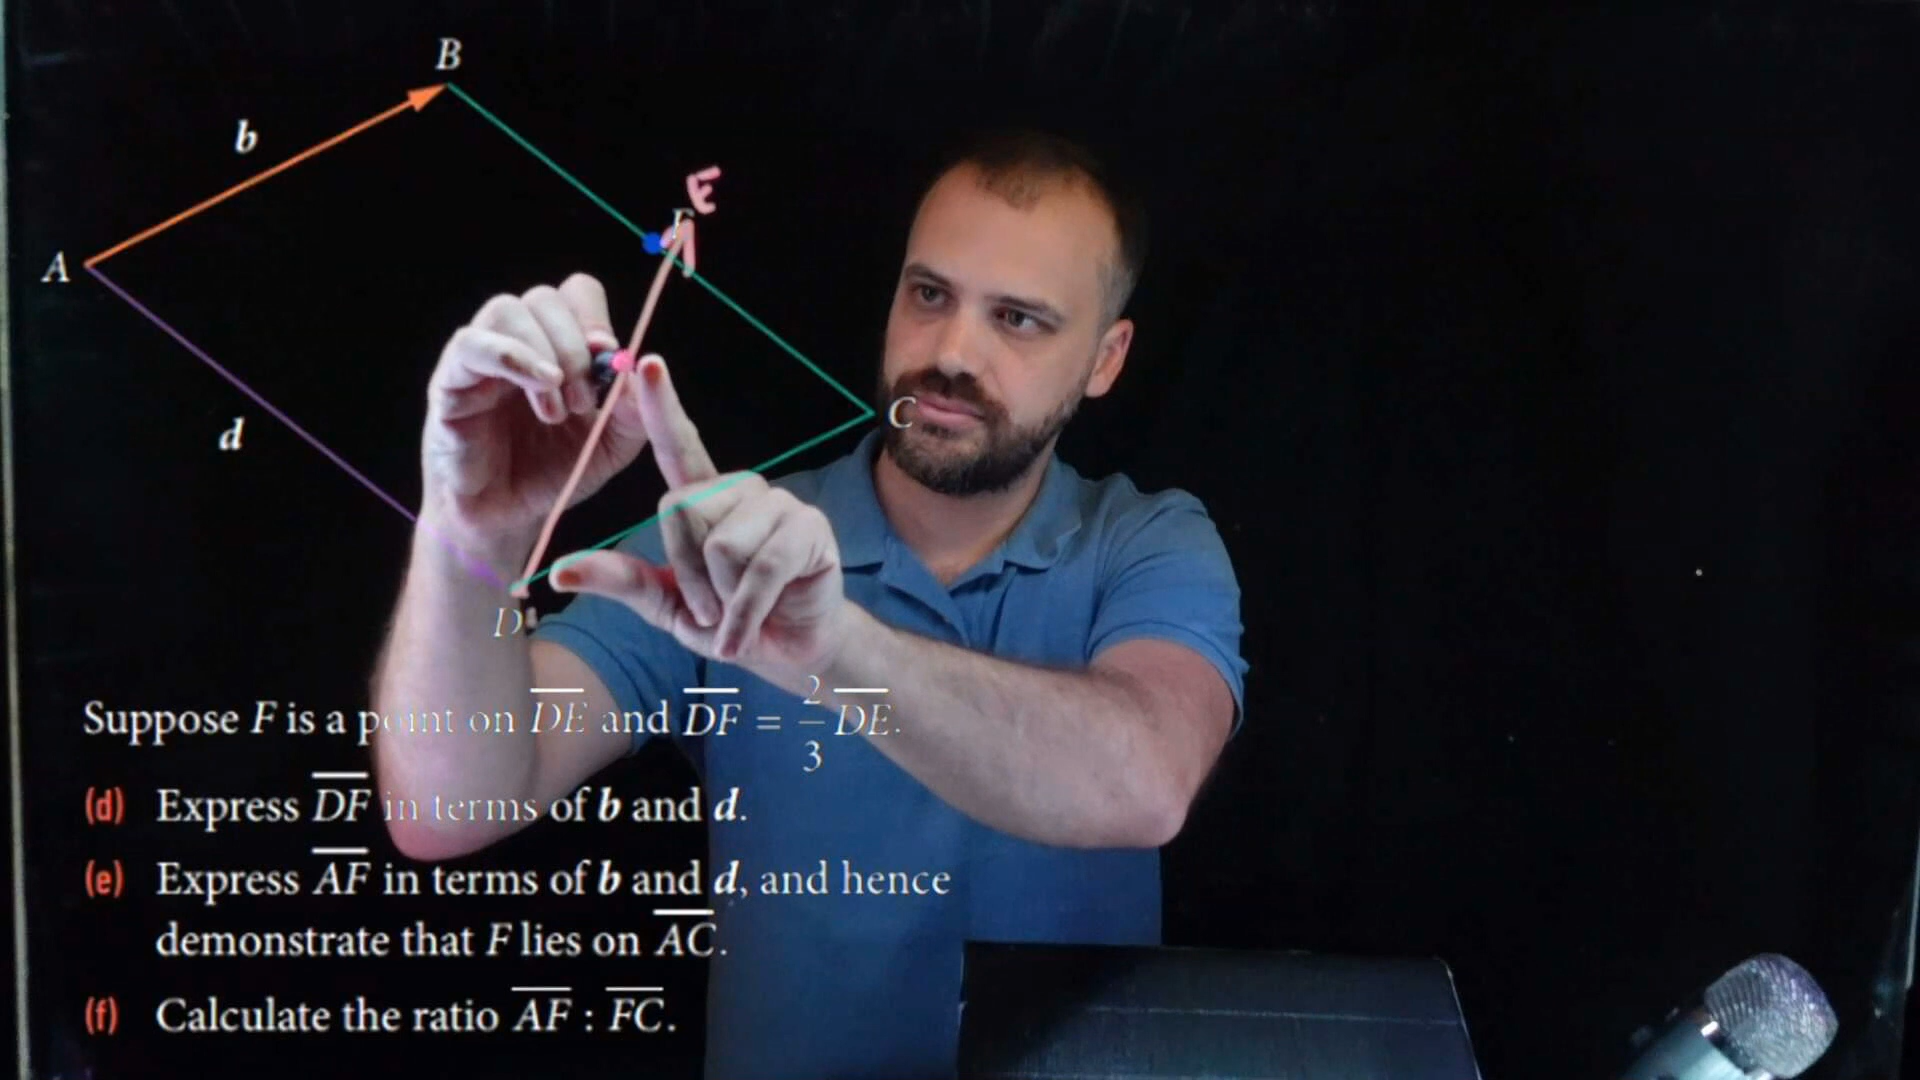 B
b
E
E
A
C
d
D
Suppose F is a point on DE and DF = 2/3 DE.
(d) Express DF in terms of b and d.
(e) Express AF in terms of b and d, and hence
demonstrate that F lies on AC.
(f) Calculate the ratio AF : FC.